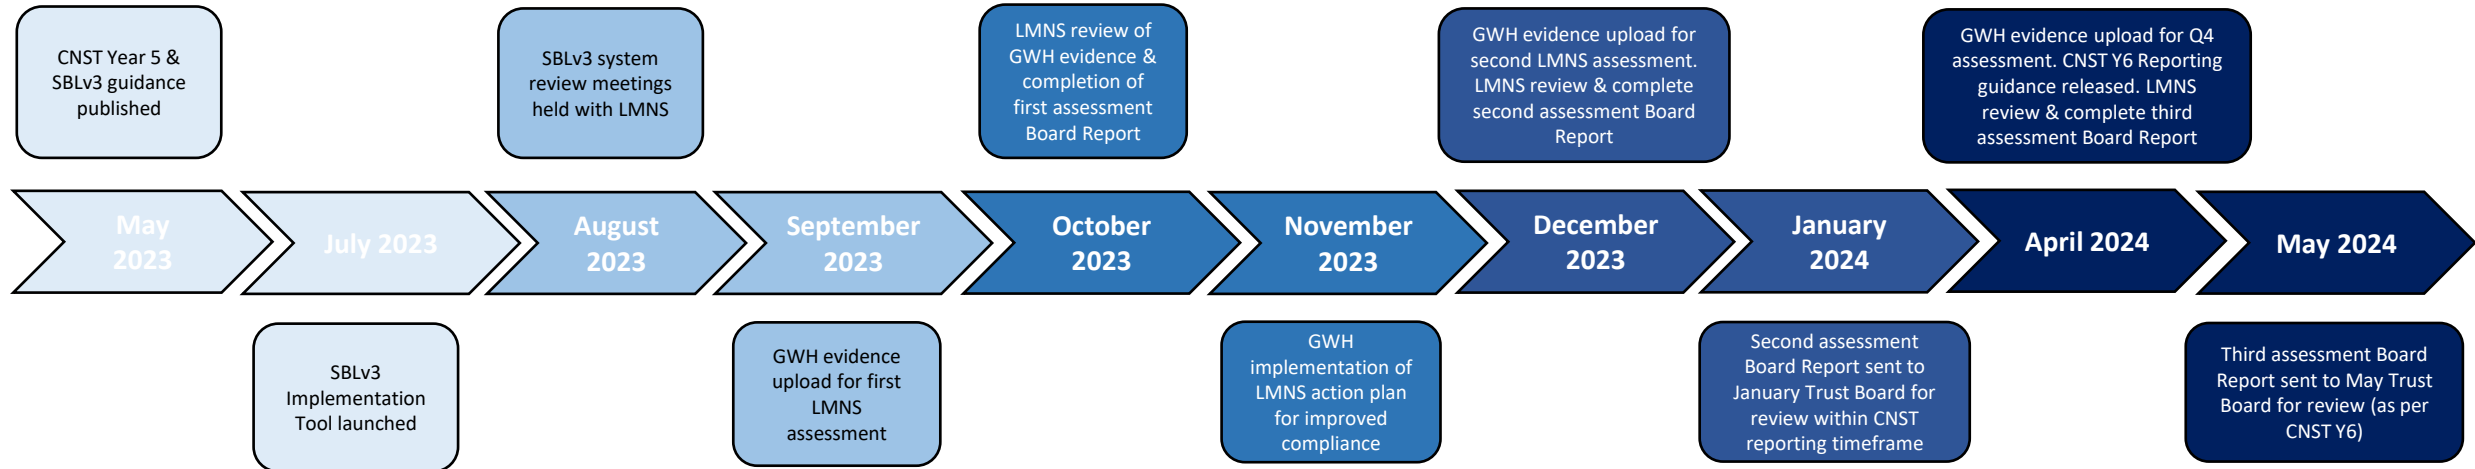 CNST Year 5 &
SBLv3 guidance
published
SBLv3 system
review meetings
held with LMNS
LMNS review of
GWH evidence &
completion of
first assessment
Board Report
GWH evidence upload for
second LMNS assessment.
LMNS review & complete
second assessment Board
Report
GWH evidence upload for Q4
assessment. CNST Y6 Reporting
guidance released. LMNS
review & complete third
assessment Board Report
May
2023
July 2023
August
2023
September
2023
October
2023
November
2023
December
2023
January
2024
April 2024
May 2024
SBLv3
Implementation
Tool launched
GWH evidence
upload for first
LMNS
assessment
GWH
implementation of
LMNS action plan
for improved
compliance
Second assessment
Board Report sent to
January Trust Board for
review within CNST
reporting timeframe
Third assessment Board
Report sent to May Trust
Board for review (as per
CNST Y6)